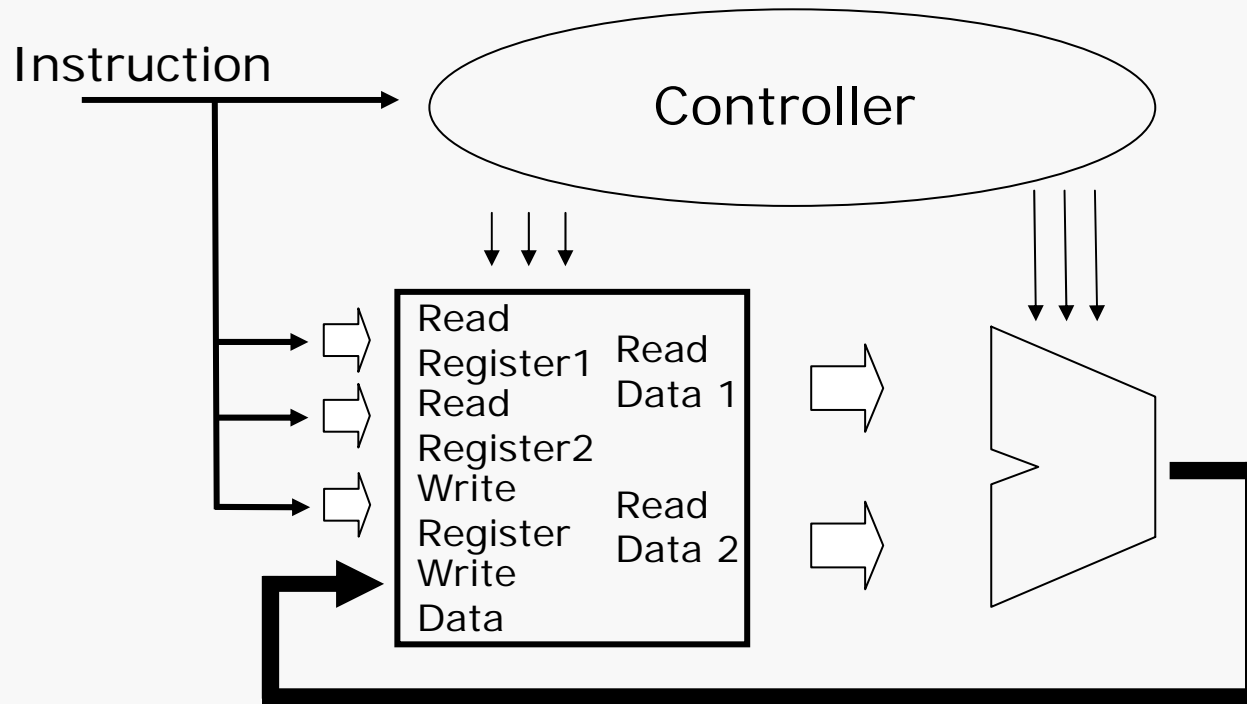 Instruction
Controller
Read
Register1
Read
Register2
Write
Register
Write
Data
Read
Data 1
Read
Data 2